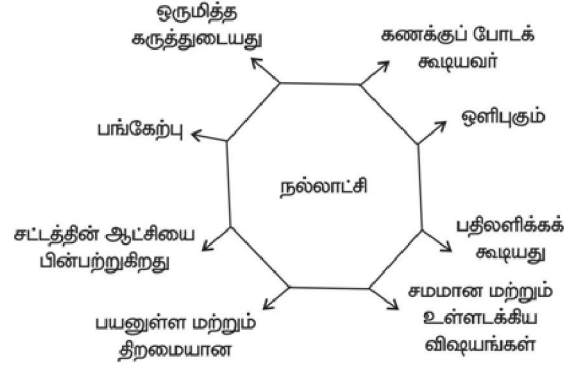 ஒருமித்த
கருத்துடையது
கணக்குப் போடக்
கூடியவர்
ஒளிபுகும்
பதிலளிக்கக்
கூடியது
சமமான மற்றும்
உள்ளடக்கிய
விஷயங்கள்
பயனுள்ள மற்றும்
திறமையான
சட்டத்தின் ஆட்சியை
பின்பற்றுகிறது
பங்கேற்பு
நல்லாட்சி